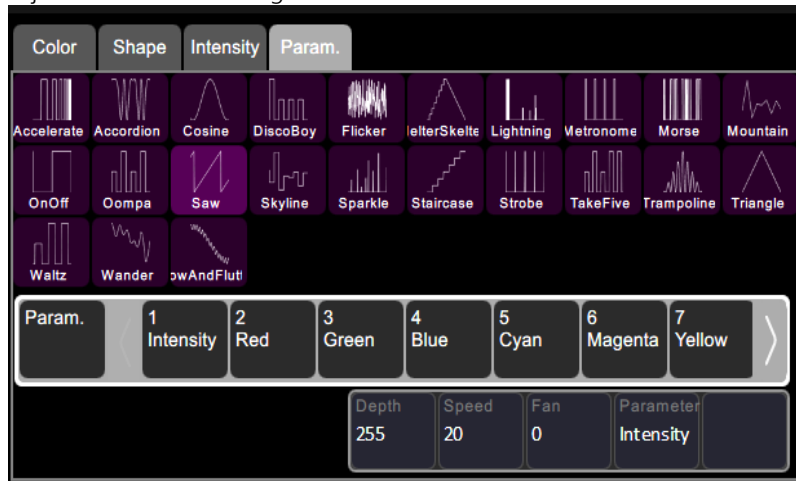 Color Shape Intensity Param.
Accelerate Accordion Cosine DiscoBoy Flicker lelterSkelte Lightning Metronome Morse Mountain
OnOff Oompa Saw Skyline Sparkle Staircase Strobe TakeFive Trampoline Triangle
Waltz Wander owAndFlutt
Param. 1 2 3 4 5 6 7
Intensity Red Green Blue Cyan Magenta Yellow
Depth Speed Fan Parameter
255 20 0 Intensity